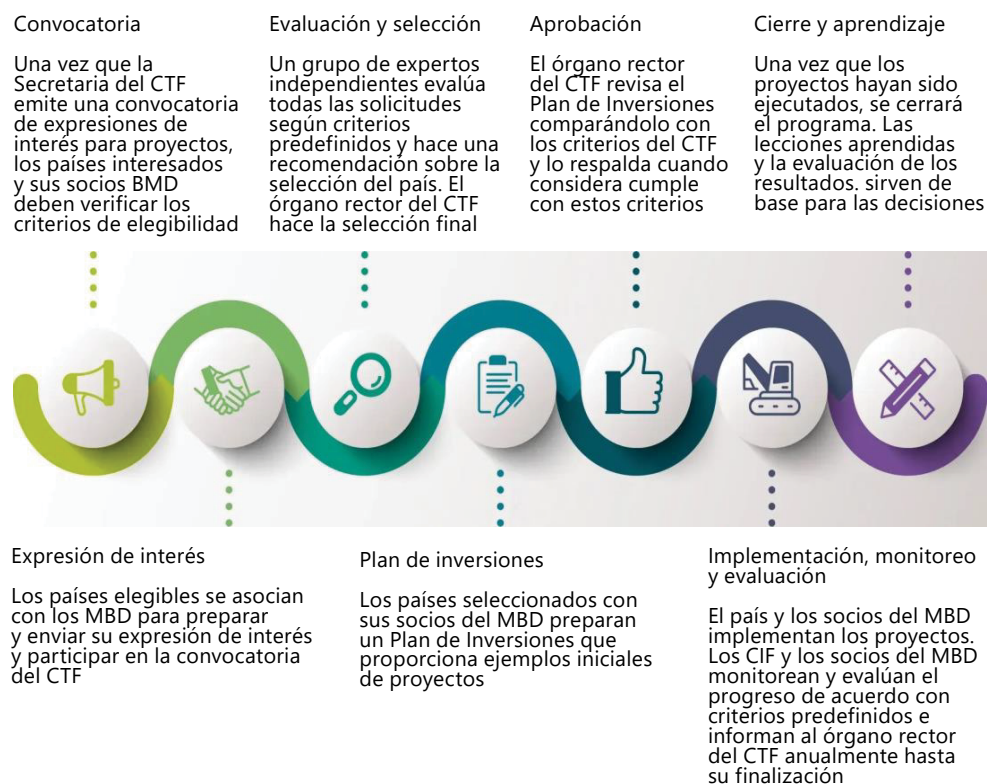 Convocatoria
Una vez que la
Secretaria del CTF
emite una convocatoria
de expresiones de
interés para proyectos,
los países interesados
y sus socios BMD
deben verificar los
criterios de elegibilidad
Evaluación y selección
Un grupo de expertos
independientes evalúa
todas las solicitudes
según criterios
predefinidos y hace una
recomendación sobre la
selección del país. El
órgano rector del CTF
hace la selección final
Aprobación
El órgano rector
del CTF revisa el
Plan de Inversiones
comparándolo con
los criterios del CTF
y lo respalda cuando
considera cumple
con estos criterios
Cierre y aprendizaje
Una vez que los
proyectos hayan sido
ejecutados, se cerrará
el programa. Las
lecciones aprendidas
y la evaluación de los
resultados. sirven de
base para las decisiones
Expresión de interés
Los países elegibles se asocian
con los MBD para preparar
y enviar su expresión de interés
y participar en la convocatoria
del CTF
Plan de inversiones
Los países seleccionados con
sus socios del MBD preparan
un Plan de Inversiones que
proporciona ejemplos iniciales
de proyectos
Implementación, monitoreo
y evaluación
El país y los socios del MBD
implementan los proyectos.
Los CIF y los socios del MBD
monitorean y evalúan el
progreso de acuerdo con
criterios predefinidos e
informan al órgano rector
del CTF anualmente hasta
su finalización